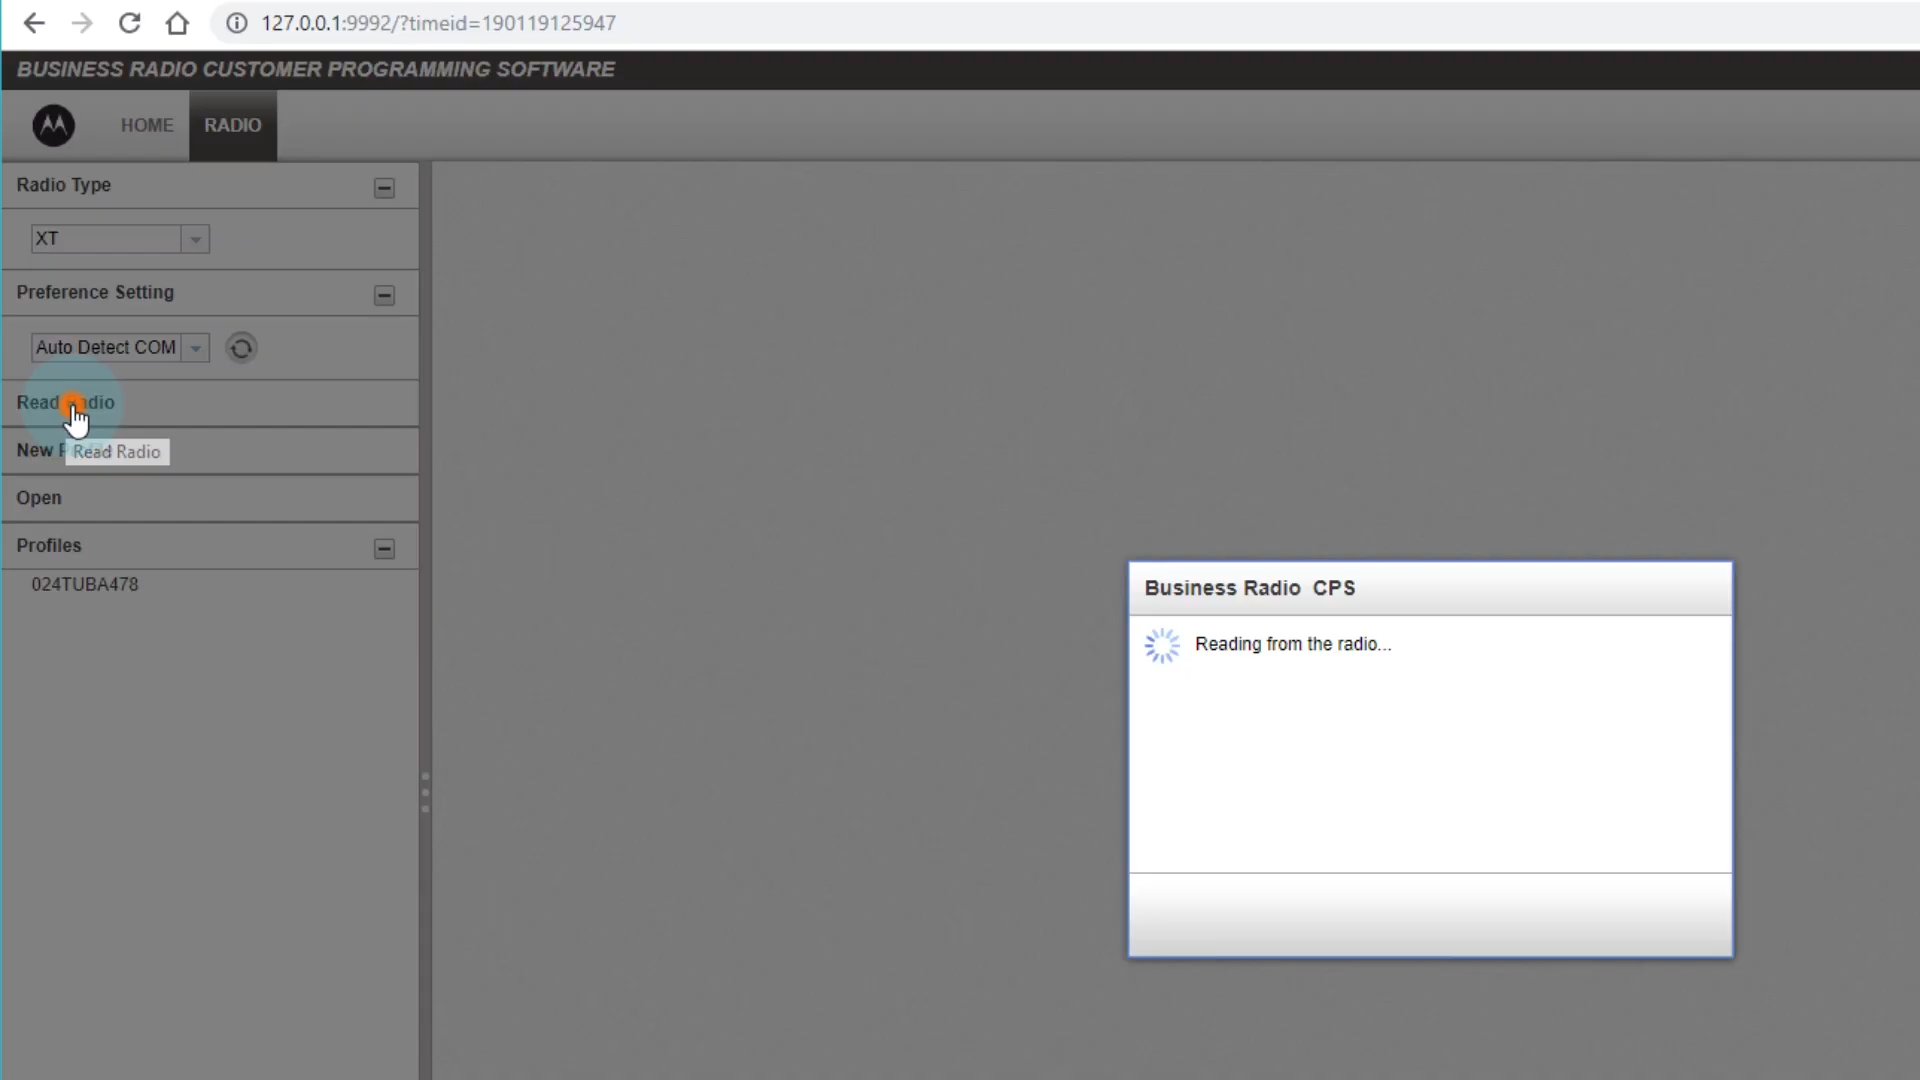 127.0.0.1:9992/?timeid=190119125947
BUSINESS RADIO CUSTOMER PROGRAMMING SOFTWARE
HOME
RADIO
Radio Type
XT
Preference Setting
Auto Detect COM
Read
New
Read Radio
Open
Profiles
024TUBA478
Business Radio CPS
Reading from the radio...